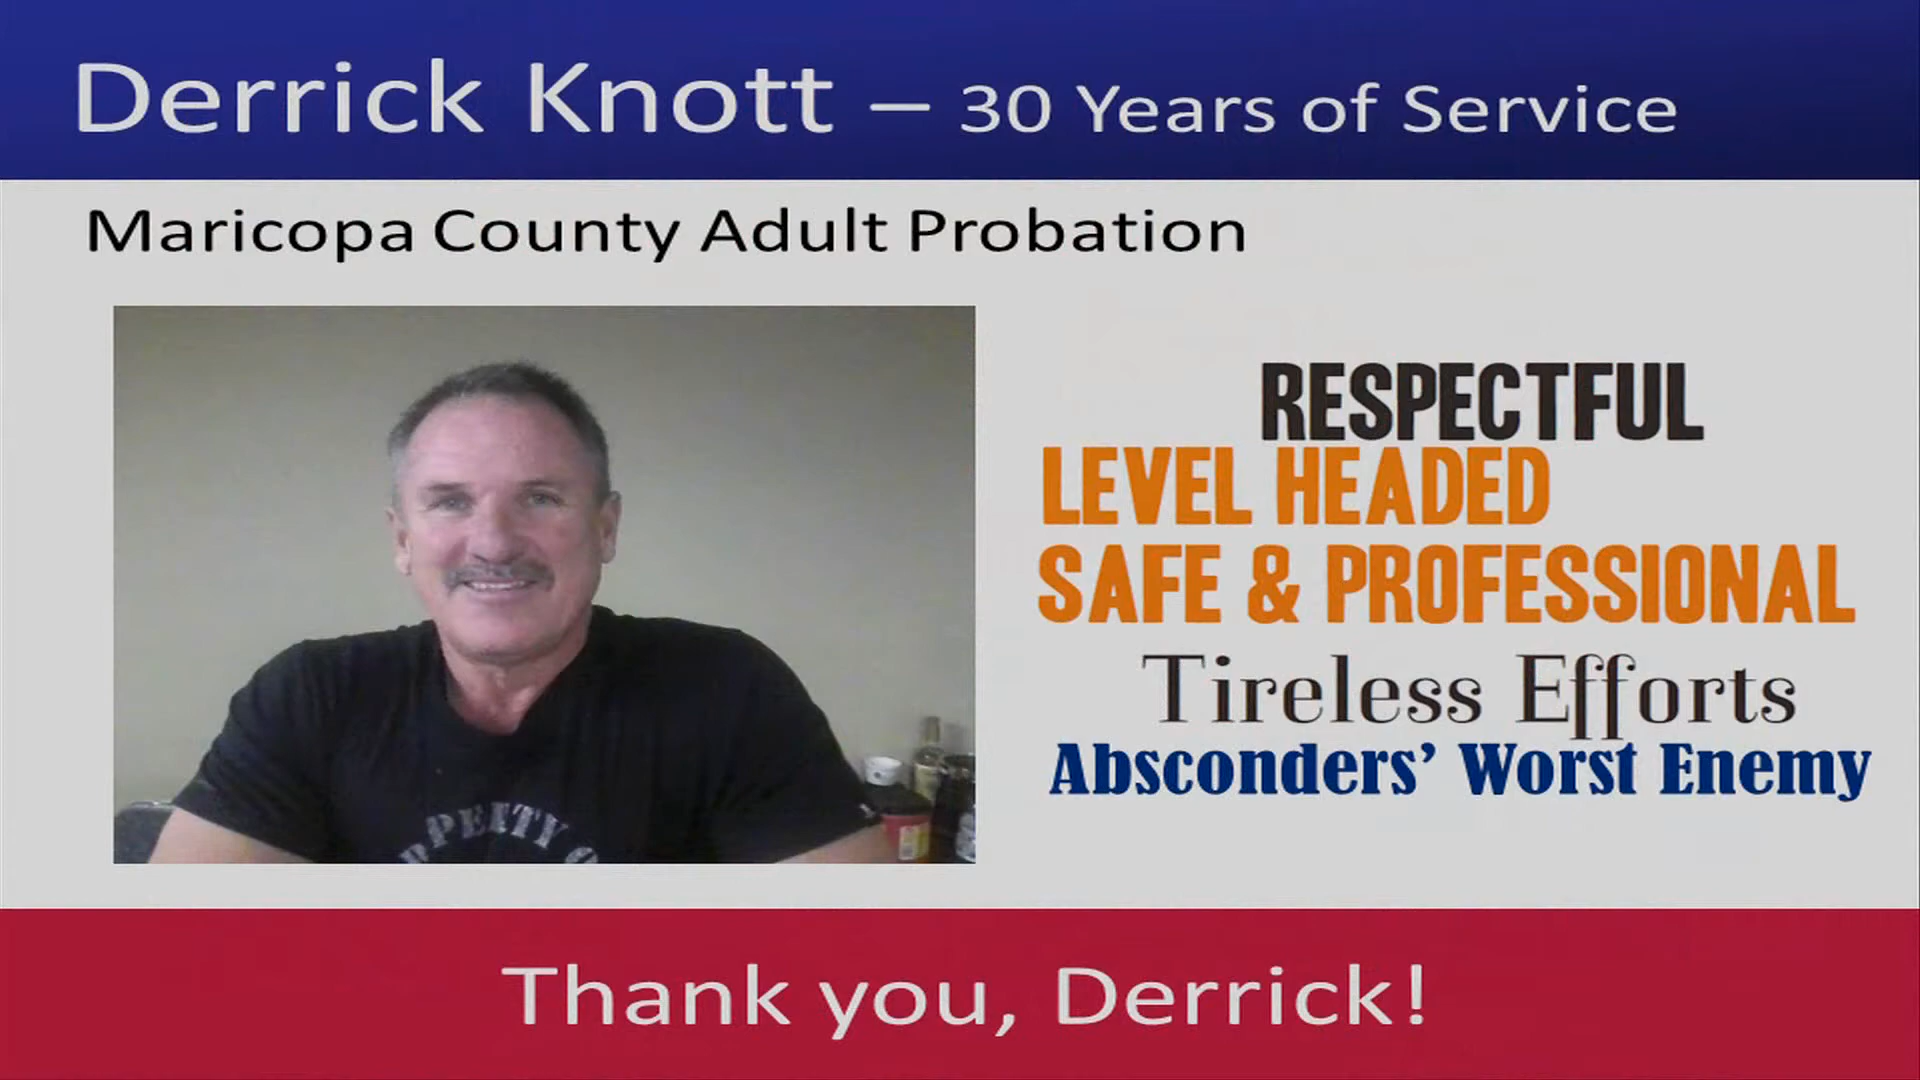 Derrick Knott – 30 Years of Service
Maricopa County Adult Probation
RESPECTFUL
LEVEL HEADED
SAFE & PROFESSIONAL
Tireless Efforts
Absconders’ Worst Enemy
Thank you, Derrick!